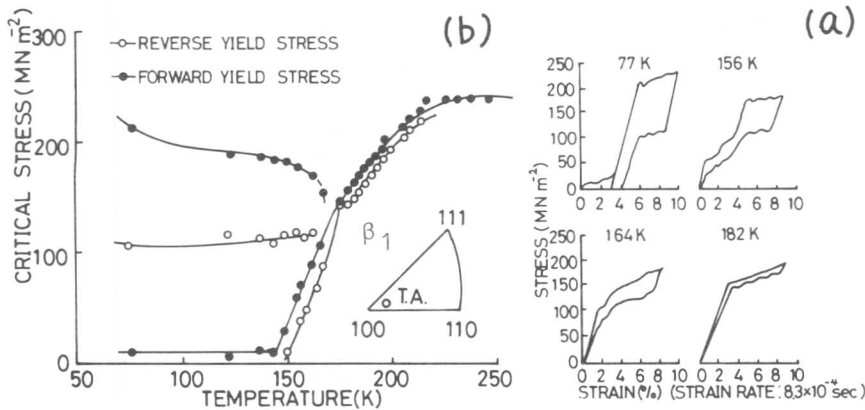 (b)
(a)
CRITICAL STRESS (MN m⁻²)
300
200
100
0
REVERSE YIELD STRESS
FORWARD YIELD STRESS
β₁
111
T.A.
100
110
50
100
150
200
250
TEMPERATURE(K)
77 K
156 K
250
200
150
100
50
0
0 2 4 6 8 10
0 2 4 6 8 10
164 K
182 K
STRESS (MN m⁻²)
250
200
150
100
50
0
0 2 4 6 8 10
0 2 4 6 8 10
STRAIN (%) (STRAIN RATE : 8.3×10⁻⁴ sec)